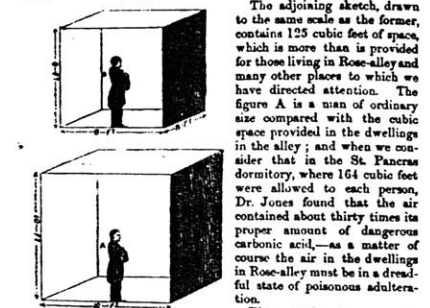 The adjoining sketch, drawn
to the same scale as the former,
contains 125 cubic feet of space,
which is more than is provided
for those living in Rose-alley and
many other places to which we
have directed attention. The
figure A is a man of ordinary
size compared with the cubic
space provided in the dwellings
in the alley ; and when we con-
sider that in the St. Pancras
dormitory, where 164 cubic feet
were allowed to each person,
Dr. Jones found that the air
contained about thirty times its
proper amount of dangerous
carbonic acid,—as a matter of
course the air in the dwellings
in Rose-alley must be in a dread-
ful state of poisonous adultera-
tion.
A